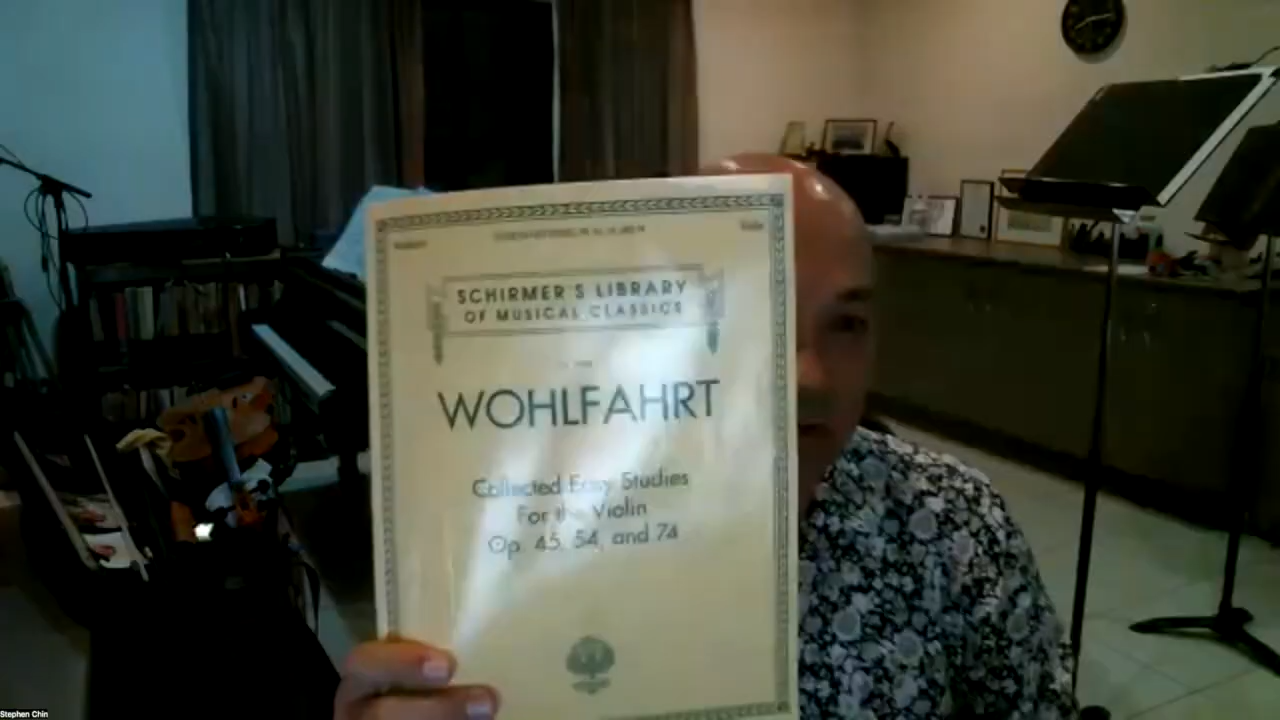 SCHIRMER'S LIBRARY
OF MUSICAL CLASSICS
WOHLFAHRT
Collected Easy Studies
For the Violin
Op. 45, 54, and 74
Stephen Chin